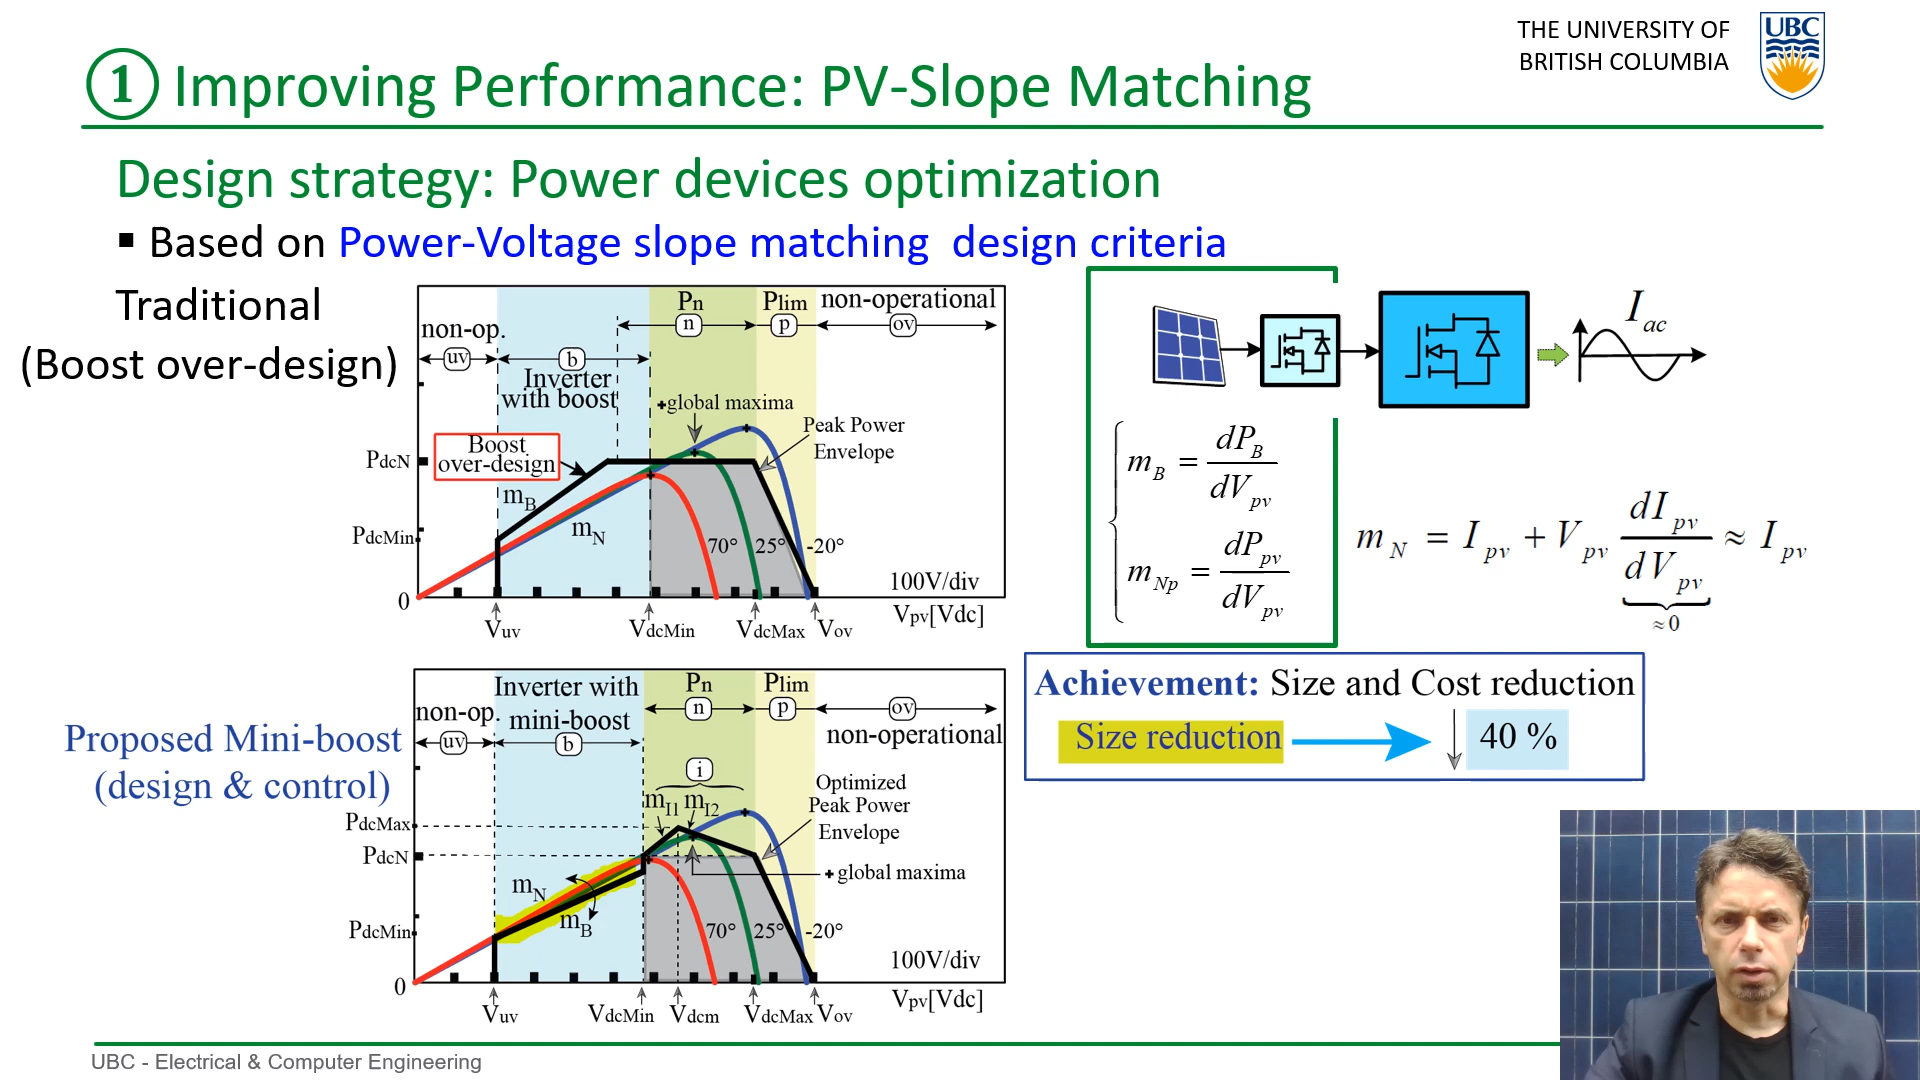 THE UNIVERSITY OF
BRITISH COLUMBIA
UBC
① Improving Performance: PV-Slope Matching
Design strategy: Power devices optimization
▪ Based on Power-Voltage slope matching design criteria
Traditional
(Boost over-design)
non-op.
uv
b
Inverter
with boost
Pn
n
Plim
p
non-operational
ov
+global maxima
Peak Power
Envelope
Boost
over-design
PdcN
PdcMin
0
mB
mN
70° 25° -20°
100V/div
Vpv[Vdc]
Vuv
VdcMin
VdcMax
Vov
Iac
mB = dPB / dVpv
mNp = dPpv / dVpv
mN = Ipv + Vpv dIpv / dVpv ≈ Ipv
≈0
Achievement: Size and Cost reduction
Size reduction
40 %
Proposed Mini-boost
(design & control)
non-op.
uv
Inverter with
mini-boost
b
Pn
n
Plim
p
ov
non-operational
i
mI1 mI2
Optimized
Peak Power
Envelope
+global maxima
PdcMax
PdcN
PdcMin
0
mN
mB
70° 25° -20°
100V/div
Vpv[Vdc]
Vuv
VdcMin
Vdcm
VdcMax
Vov
UBC - Electrical & Computer Engineering